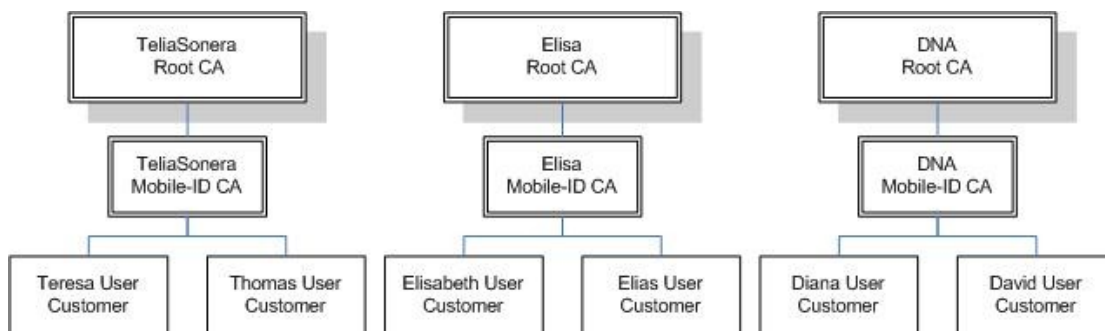 TeliaSonera
Root CA
Elisa
Root CA
DNA
Root CA
TeliaSonera
Mobile-ID CA
Elisa
Mobile-ID CA
DNA
Mobile-ID CA
Teresa User
Customer
Thomas User
Customer
Elisabeth User
Customer
Elias User
Customer
Diana User
Customer
David User
Customer